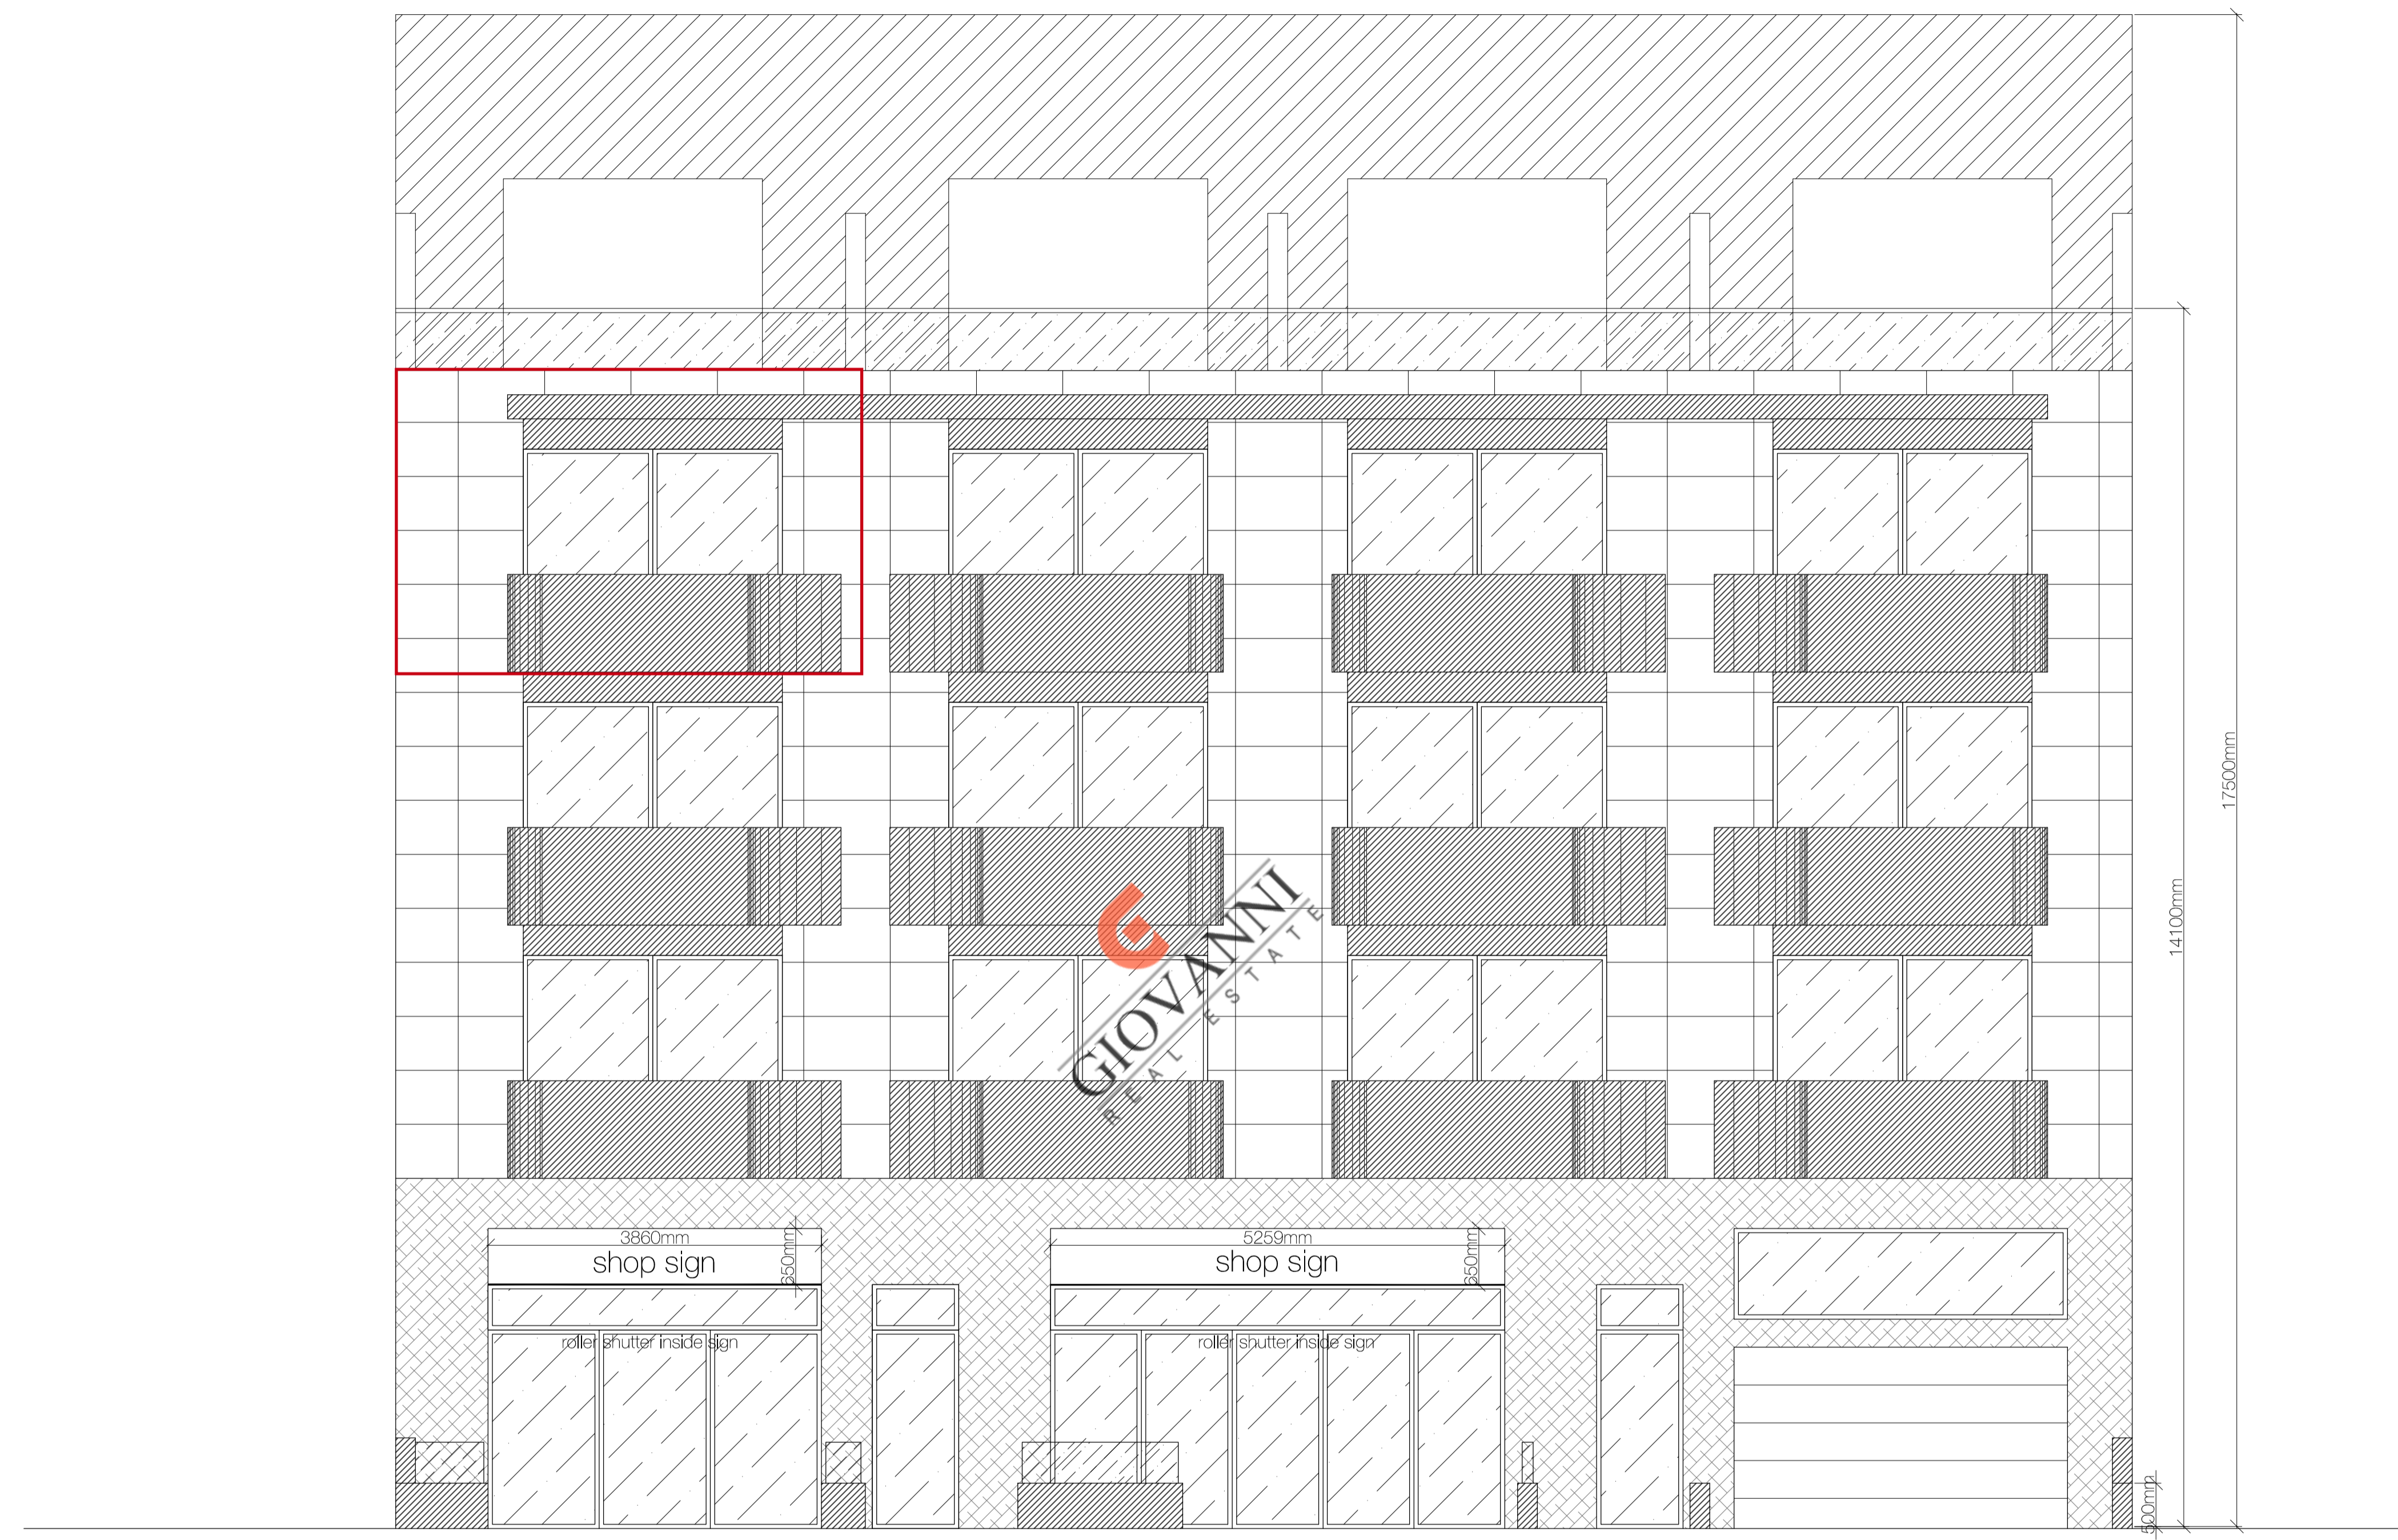 17500mm
14100mm
GIOVANNI
REAL ESTATE
3860mm
650mm
shop sign
roller shutter inside sign
5259mm
650mm
shop sign
roller shutter inside sign
500mm